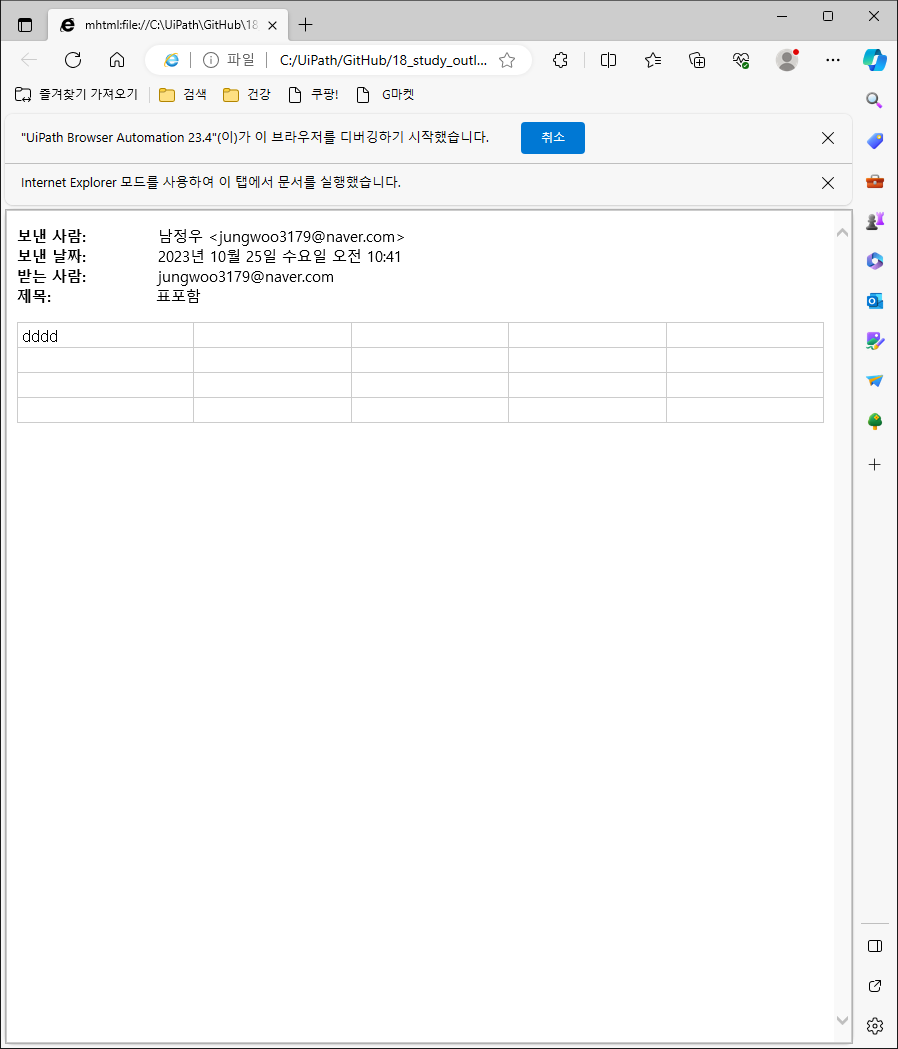 mhtml:file://C:\UiPath\GitHub\18
파일 C:/UiPath/GitHub/18_study_outl...
즐겨찾기 가져오기 검색 건강 쿠팡! G마켓
"UiPath Browser Automation 23.4"(이)가 이 브라우저를 디버깅하기 시작했습니다. 취소
Internet Explorer 모드를 사용하여 이 탭에서 문서를 실행했습니다.
보낸 사람: 남정우 <jungwoo3179@naver.com>
보낸 날짜: 2023년 10월 25일 수요일 오전 10:41
받는 사람: jungwoo3179@naver.com
제목: 표포함
dddd